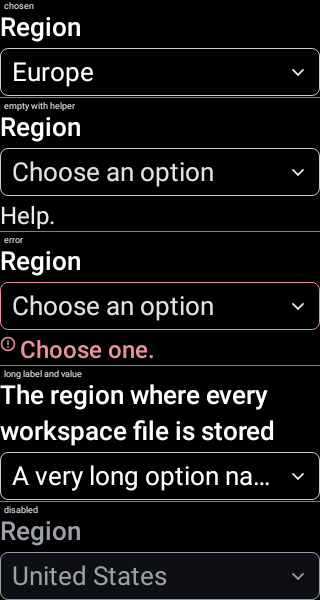 chosen
Region
Europe
empty with helper
Region
Choose an option
Help.
error
Region
Choose an option
Choose one.
long label and value
The region where every
workspace file is stored
A very long option na...
disabled
Region
United States